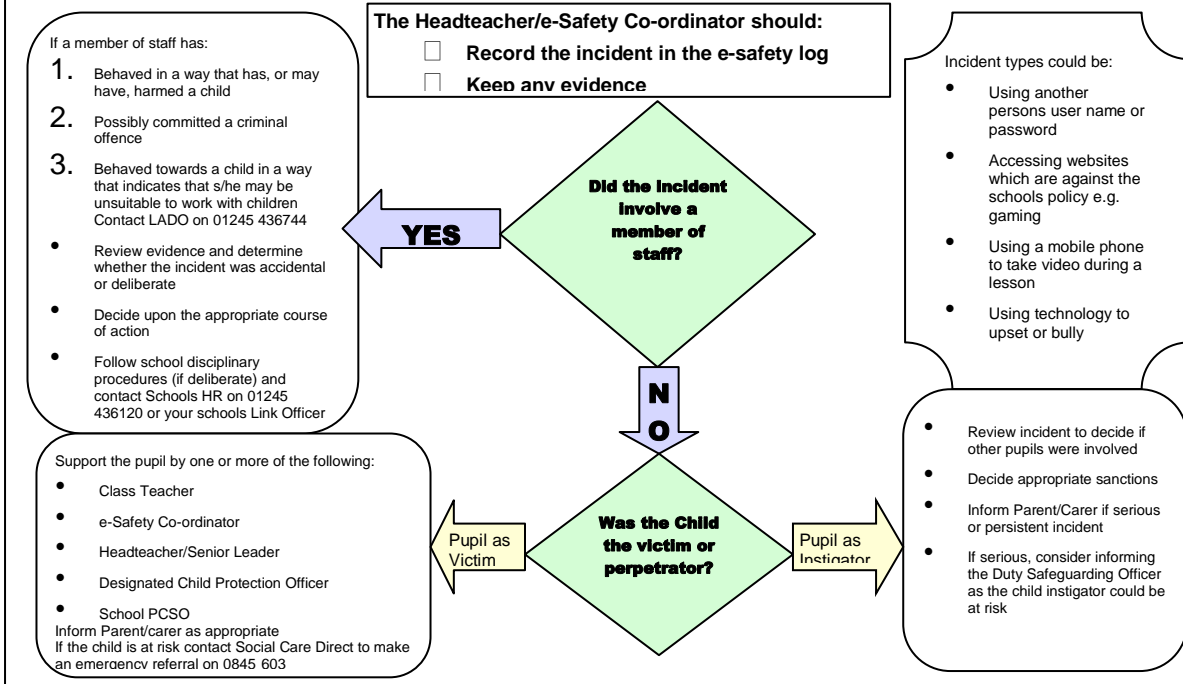 The Headteacher/e-Safety Co-ordinator should:
Record the incident in the e-safety log
Keep any evidence
If a member of staff has:
1. Behaved in a way that has, or may
have, harmed a child
2. Possibly committed a criminal
offence
3. Behaved towards a child in a way
that indicates that s/he may be
unsuitable to work with children
Contact LADO on 01245 436744
• Review evidence and determine
whether the incident was accidental
or deliberate
• Decide upon the appropriate course
of action
• Follow school disciplinary
procedures (if deliberate) and
contact Schools HR on 01245
436120 or your schools Link Officer
YES
Did the incident
involve a
member of
staff?
Incident types could be:
• Using another
persons user name or
password
• Accessing websites
which are against the
schools policy e.g.
gaming
• Using a mobile phone
to take video during a
lesson
• Using technology to
upset or bully
N
O
Support the pupil by one or more of the following:
• Class Teacher
• e-Safety Co-ordinator
• Headteacher/Senior Leader
• Designated Child Protection Officer
• School PCSO
Inform Parent/carer as appropriate
If the child is at risk contact Social Care Direct to make
an emergency referral on 0845 603
Pupil as
Victim
Was the Child
the victim or
perpetrator?
Pupil as
Instigator
• Review incident to decide if
other pupils were involved
• Decide appropriate sanctions
• Inform Parent/Carer if serious
or persistent incident
• If serious, consider informing
the Duty Safeguarding Officer
as the child instigator could be
at risk